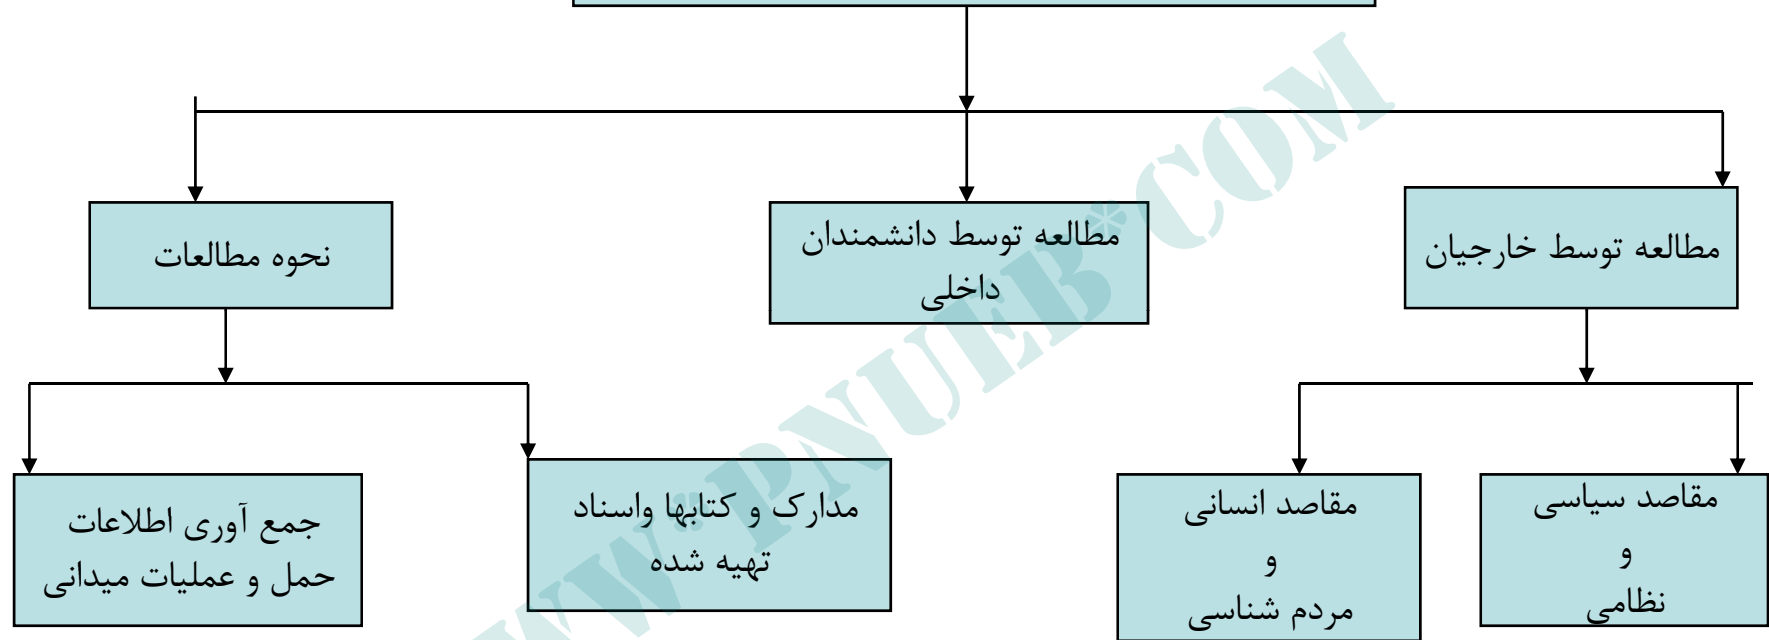 مطالعه توسط خارجیان
مطالعه توسط دانشمندان
داخلی
نحوه مطالعات
مقاصد سیاسی
و
نظامی
مقاصد انسانی
و
مردم شناسی
مدارک و کتابها واسناد
تهیه شده
جمع آوری اطلاعات
حمل و عملیات میدانی
WW*PNUEB*COM